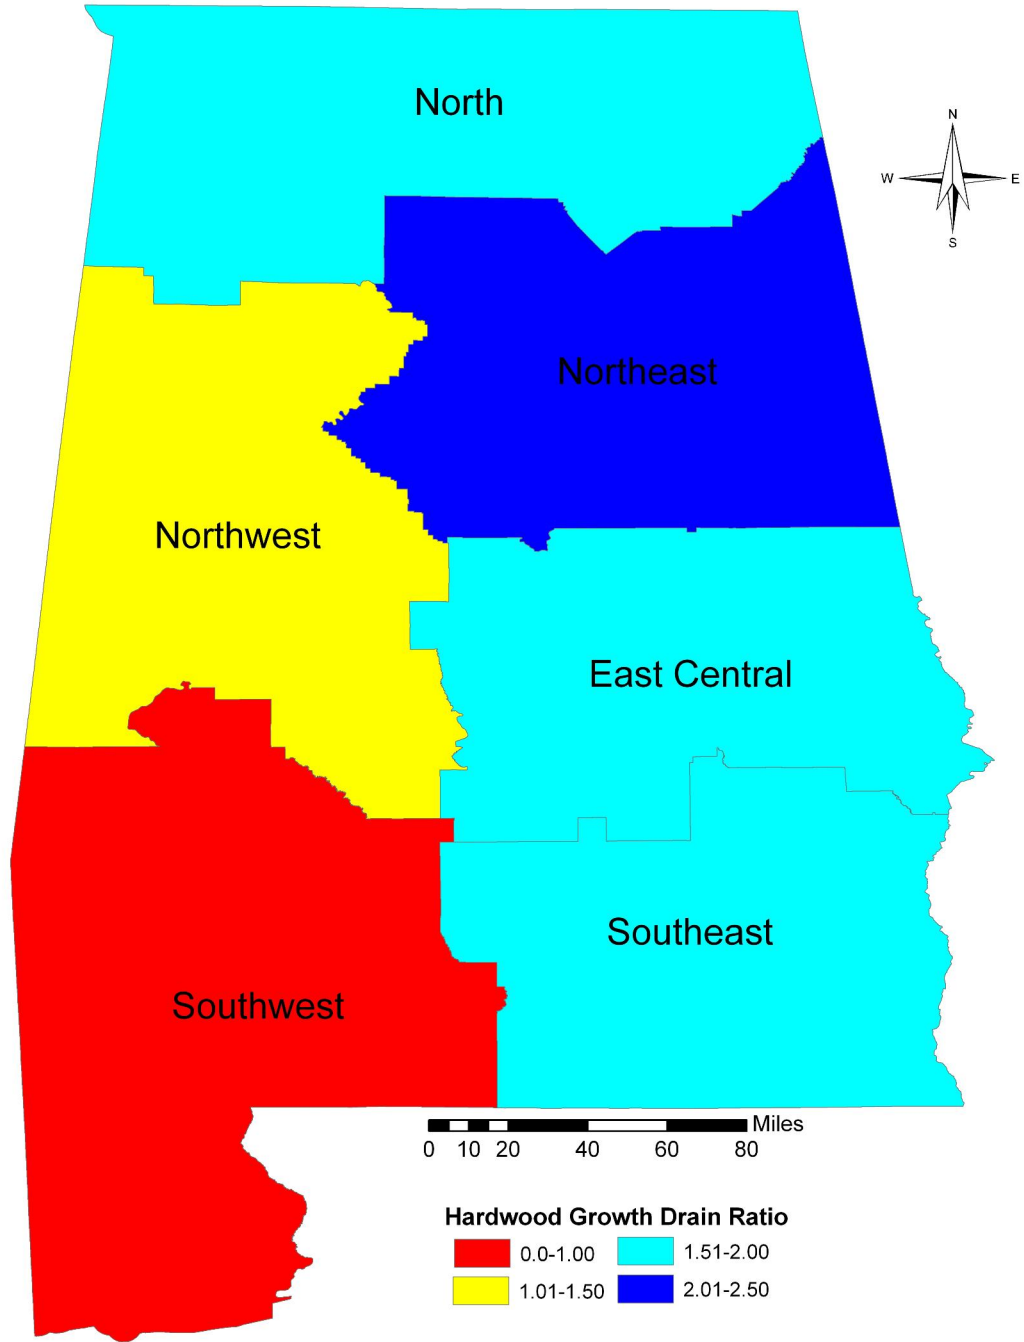 North
N
W E
S
Northeast
Northwest
East Central
Southeast
Southwest
Miles
0 10 20 40 60 80
Hardwood Growth Drain Ratio
0.0-1.00 1.51-2.00
1.01-1.50 2.01-2.50